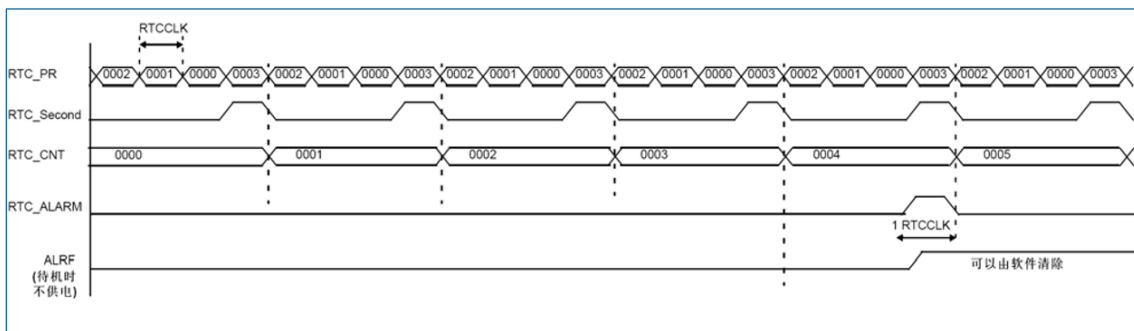 RTCCLK
RTC_PR 0002 0001 0000 0003 0002 0001 0000 0003 0002 0001 0000 0003 0002 0001 0000 0003 0002 0001 0000 0003 0002 0001 0000 0003
RTC_Second
RTC_CNT 0000 0001 0002 0003 0004 0005
RTC_ALARM
1 RTCCLK
ALRF
(待机时
不供电)
可以由软件清除